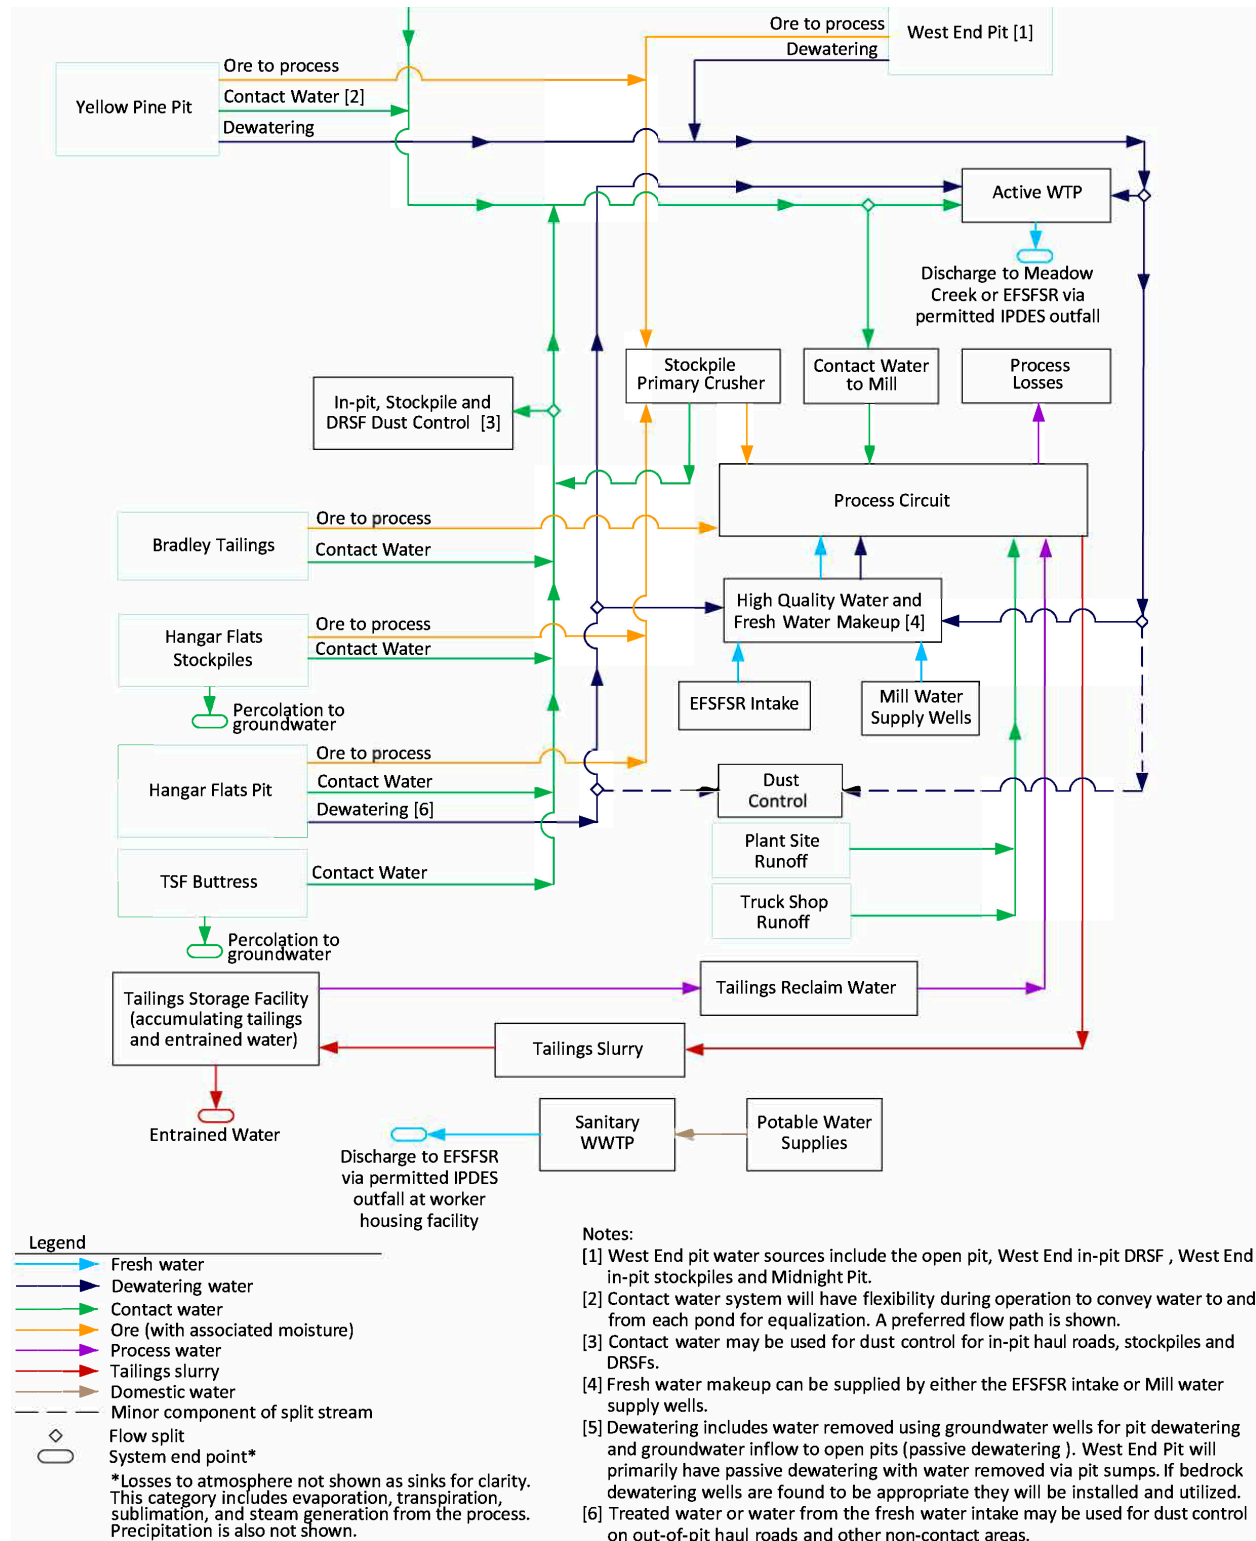 Ore to process
West End Pit [1]
Dewatering
Ore to process
Yellow Pine Pit
Contact Water [2]
Dewatering
Active WTP
Discharge to Meadow
Creek or EFSFSR via
permitted IPDES outfall
Stockpile
Primary Crusher
Contact Water
to Mill
Process
Losses
In-pit, Stockpile and
DRSF Dust Control [3]
Process Circuit
Ore to process
Bradley Tailings
Contact Water
High Quality Water and
Fresh Water Makeup [4]
Ore to process
Hangar Flats
Stockpiles
Contact Water
EFSFSR Intake
Mill Water
Supply Wells
Percolation to
groundwater
Ore to process
Hangar Flats Pit
Contact Water
Dewatering [6]
Dust
Control
Plant Site
Runoff
TSF Buttress
Contact Water
Truck Shop
Runoff
Percolation to
groundwater
Tailings Storage Facility
(accumulating tailings
and entrained water)
Tailings Reclaim Water
Tailings Slurry
Entrained Water
Sanitary
WWTP
Potable Water
Supplies
Discharge to EFSFSR
via permitted IPDES
outfall at worker
housing facility
Legend
Fresh water
Dewatering water
Contact water
Ore (with associated moisture)
Process water
Tailings slurry
Domestic water
Minor component of split stream
Flow split
System end point*
*Losses to atmosphere not shown as sinks for clarity.
This category includes evaporation, transpiration,
sublimation, and steam generation from the process.
Precipitation is also not shown.
Notes:
[1] West End pit water sources include the open pit, West End in-pit DRSF , West End
in-pit stockpiles and Midnight Pit.
[2] Contact water system will have flexibility during operation to convey water to and
from each pond for equalization. A preferred flow path is shown.
[3] Contact water may be used for dust control for in-pit haul roads, stockpiles and
DRSFs.
[4] Fresh water makeup can be supplied by either the EFSFSR intake or Mill water
supply wells.
[5] Dewatering includes water removed using groundwater wells for pit dewatering
and groundwater inflow to open pits (passive dewatering ). West End Pit will
primarily have passive dewatering with water removed via pit sumps. If bedrock
dewatering wells are found to be appropriate they will be installed and utilized.
[6] Treated water or water from the fresh water intake may be used for dust control
on out-of-pit haul roads and other non-contact areas.